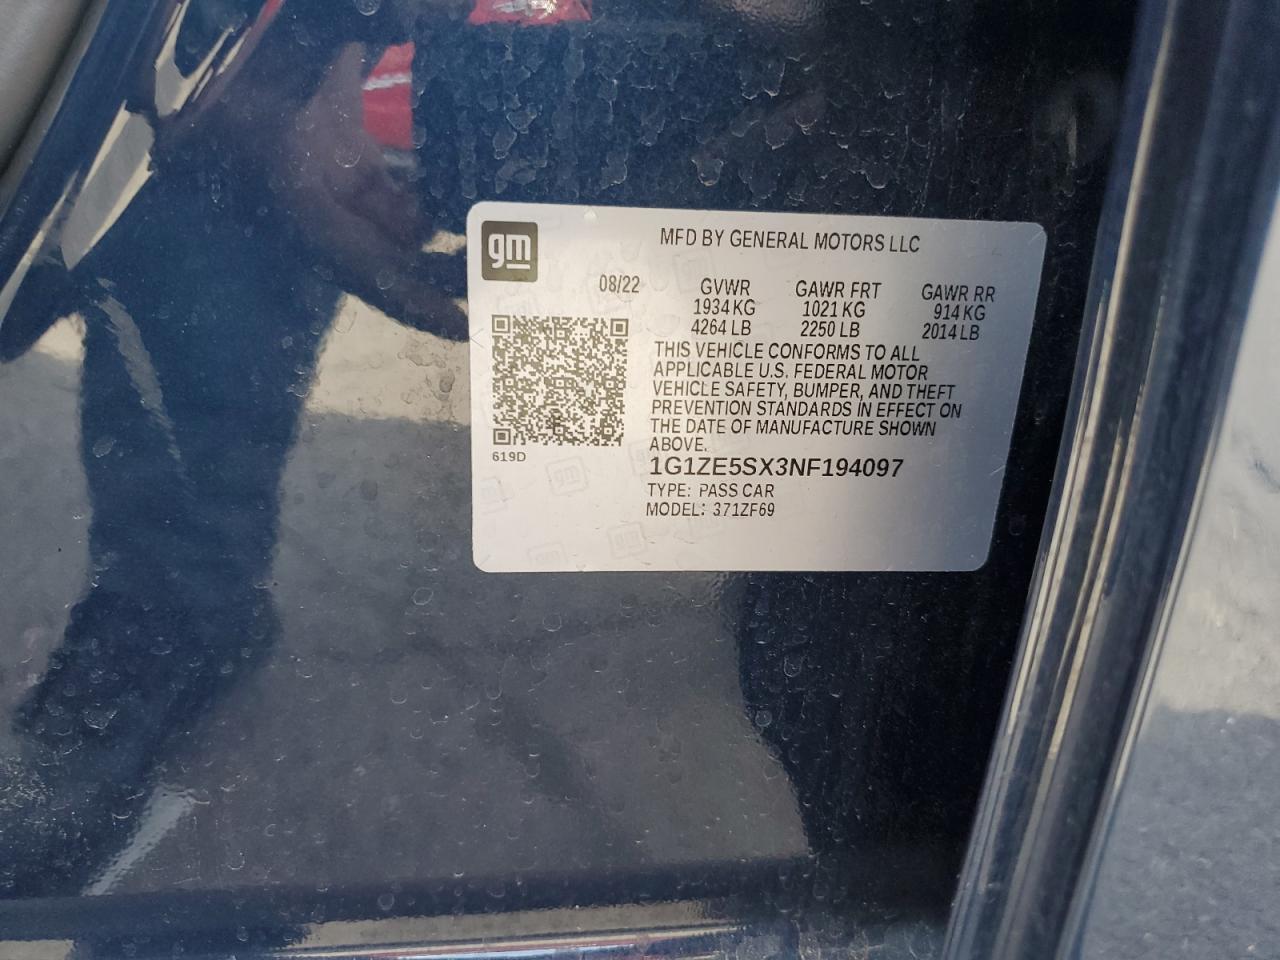 gm
MFD BY GENERAL MOTORS LLC
08/22
GVWR GAWR FRT GAWR RR
1934 KG 1021 KG 914 KG
4264 LB 2250 LB 2014 LB
THIS VEHICLE CONFORMS TO ALL
APPLICABLE U.S. FEDERAL MOTOR
VEHICLE SAFETY, BUMPER, AND THEFT
PREVENTION STANDARDS IN EFFECT ON
THE DATE OF MANUFACTURE SHOWN
ABOVE.
619D
1G1ZE5SX3NF194097
TYPE: PASS CAR
MODEL: 371ZF69